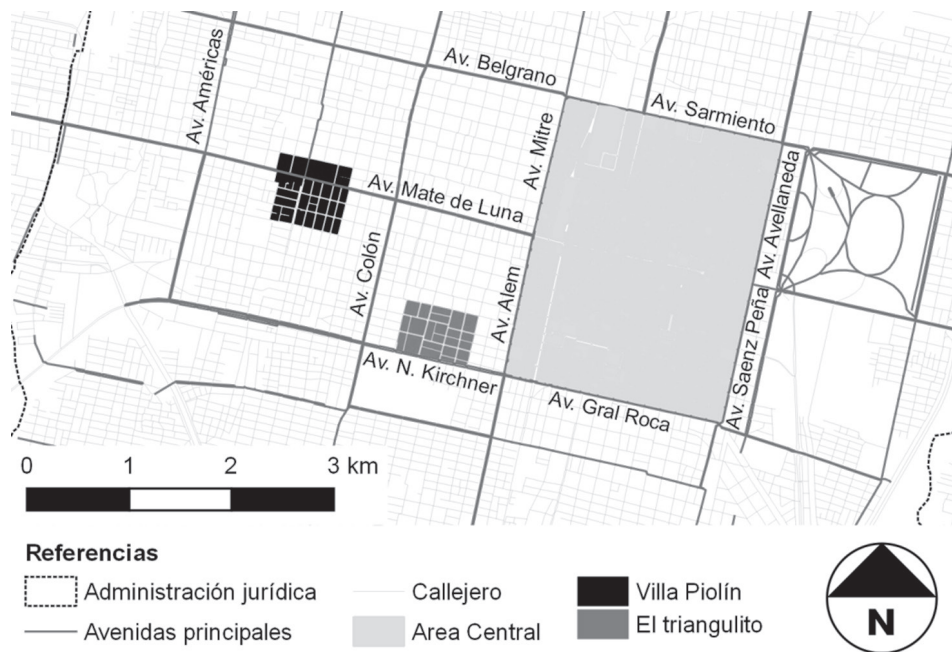 Av. Américas
Av. Belgrano
Av. Sarmiento
Av. Mitre
Av. Avellaneda
Av. Mate de Luna
Av. Colón
Av. Alem
Av. Saenz Peña
Av. N. Kirchner
Av. Gral Roca
0 1 2 3 km
Referencias
Administración jurídica
Callejero
Villa Piolín
Avenidas principales
Area Central
El triangulito
N